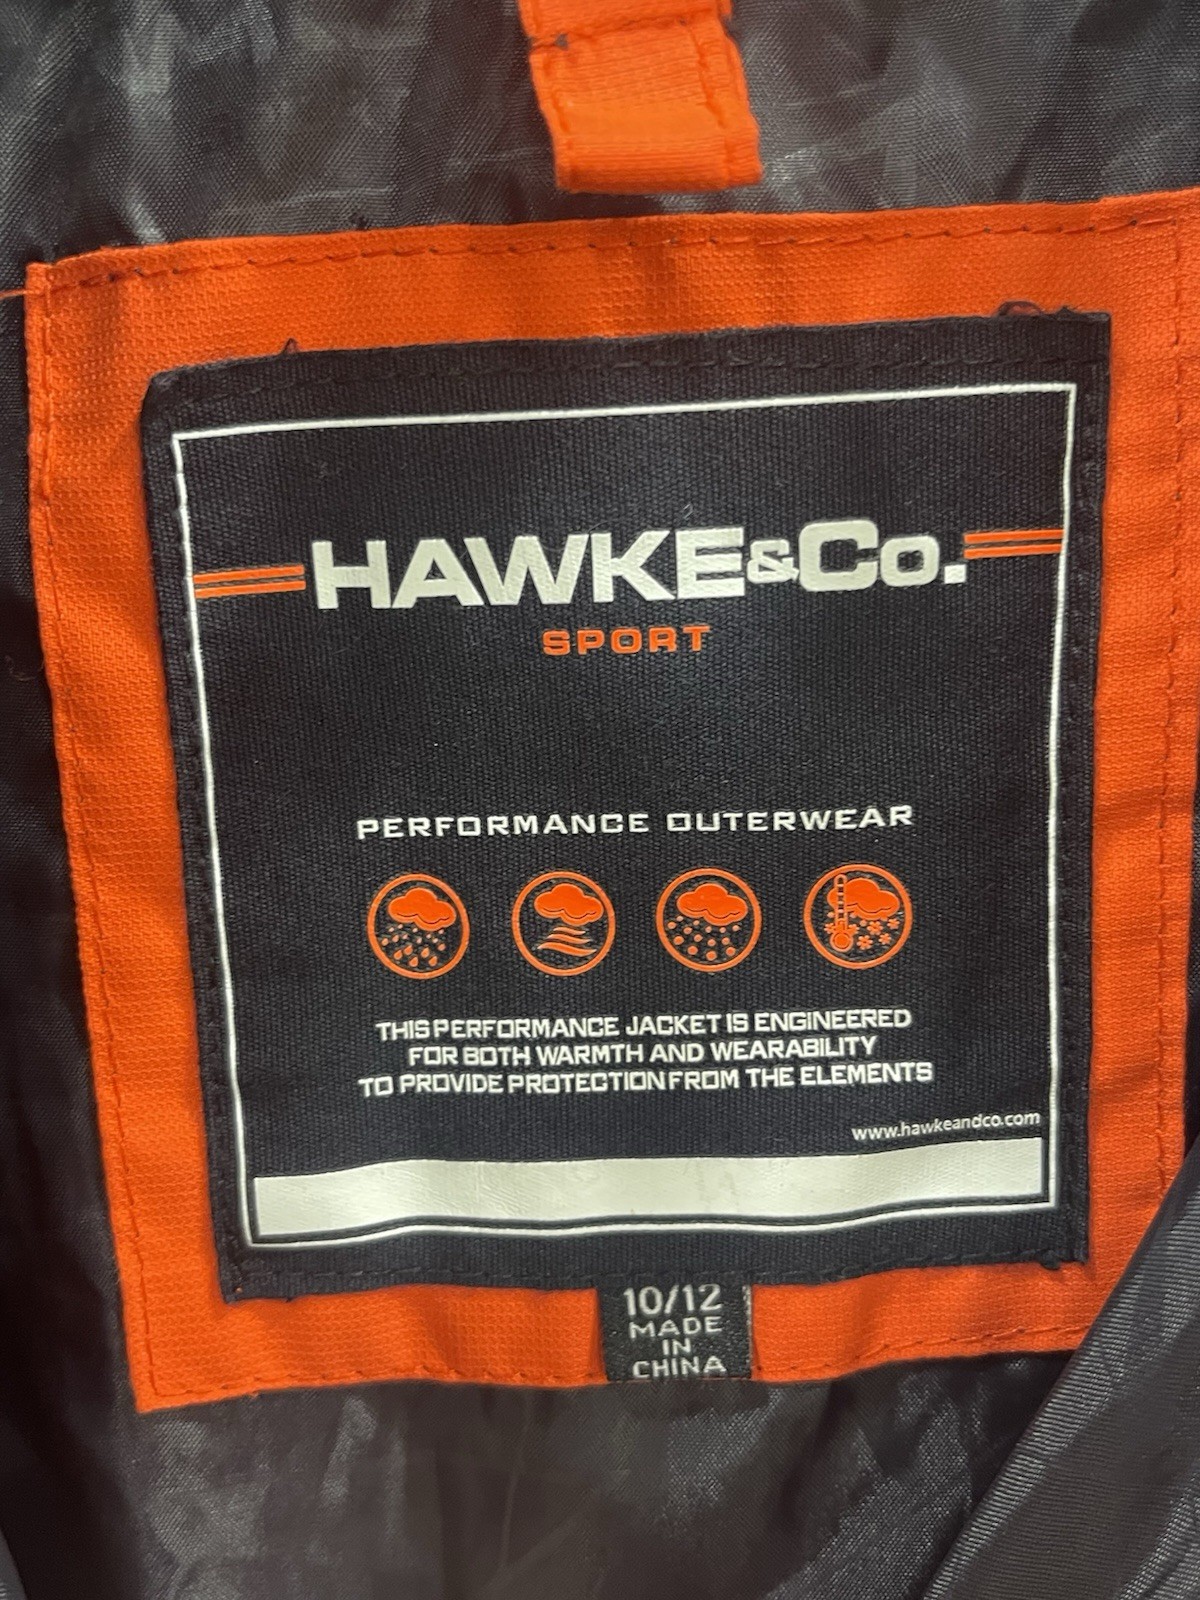 HAWKE&Co.
SPORT
PERFORMANCE OUTERWEAR
THIS PERFORMANCE JACKET IS ENGINEERED
FOR BOTH WARMTH AND WEARABILITY
TO PROVIDE PROTECTION FROM THE ELEMENTS
www.hawkeandco.com
10/12
MADE
IN
CHINA